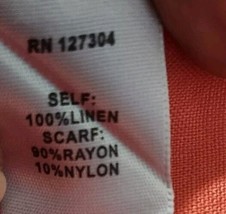 RN 127304
SELF:
100%LINEN
SCARF:
90%RAYON
10%NYLON